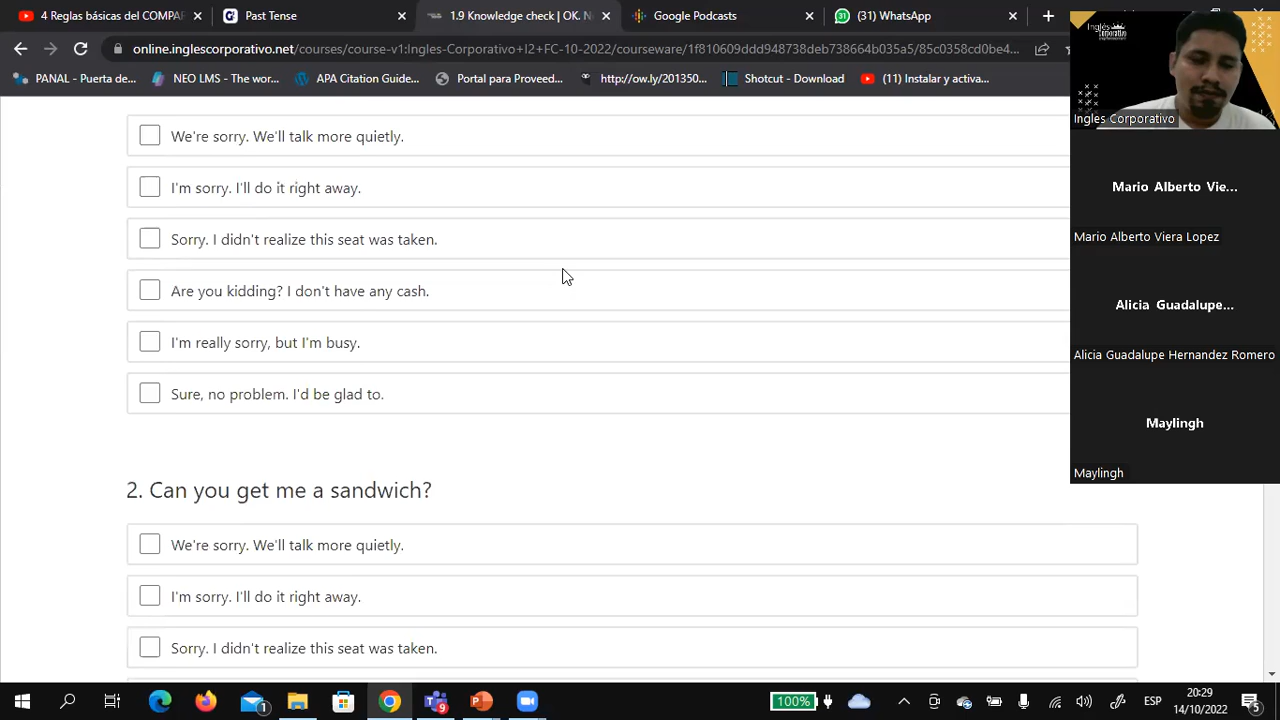 4 Reglas básicas del COMPA
Past Tense
1.9 Knowledge check | OK. N
Google Podca
(31) WhatsApp
online.inglescorporativo.net/courses/course-v1:Ingles-Corporativo+I2+FC-10-2022/courseware/1f810609ddd948738deb738664b035a5/85c0358cd0be4...
PANAL - Puerta de...
NEO LMS - The wor...
APA Citation Guide...
Portal para Proveed...
http://ow.ly/201350...
Shotcut - Download
(11) Instalar y activa...
We're sorry. We'll talk more quietly.
I'm sorry. I'll do it right away.
Sorry. I didn't realize this seat was taken.
Are you kidding? I don't have any cash.
I'm really sorry, but I'm busy.
Sure, no problem. I'd be glad to.
2. Can you get me a sandwich?
We're sorry. We'll talk more quietly.
I'm sorry. I'll do it right away.
Sorry. I didn't realize this seat was taken.
Inglés
Corporativo
Ingles Corporativo
Mario Alberto Vie...
Mario Alberto Viera Lopez
Alicia Guadalupe...
Alicia Guadalupe Hernandez Romero
Maylingh
Maylingh
1
9
100%
ESP
20:29
14/10/2022
5